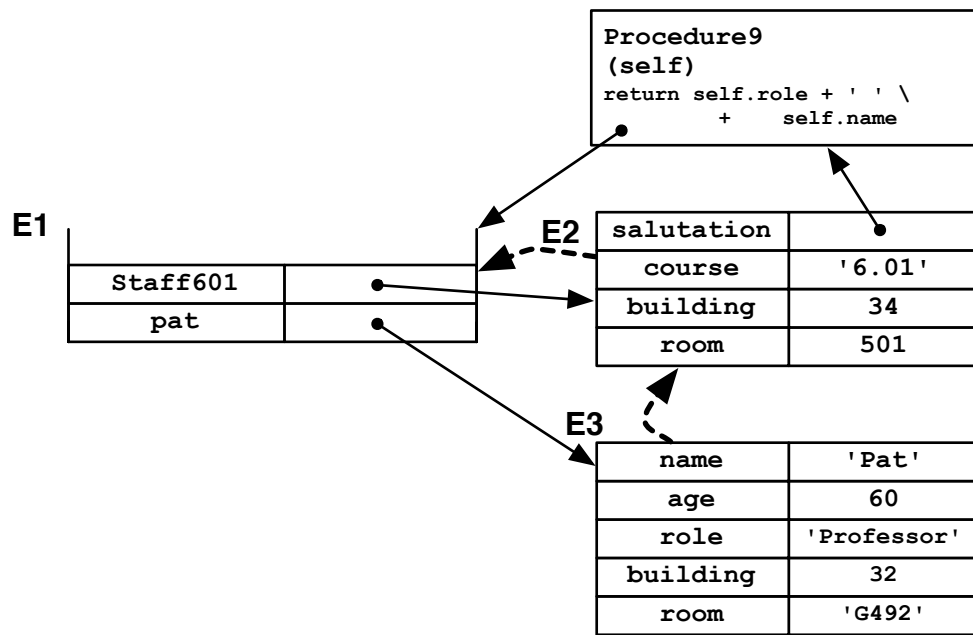 Procedure9
(self)
return self.role + ' ' \
+ self.name
E1
E2
salutation
course '6.01'
building 34
room 501
Staff601
pat
E3
name 'Pat'
age 60
role 'Professor'
building 32
room 'G492'